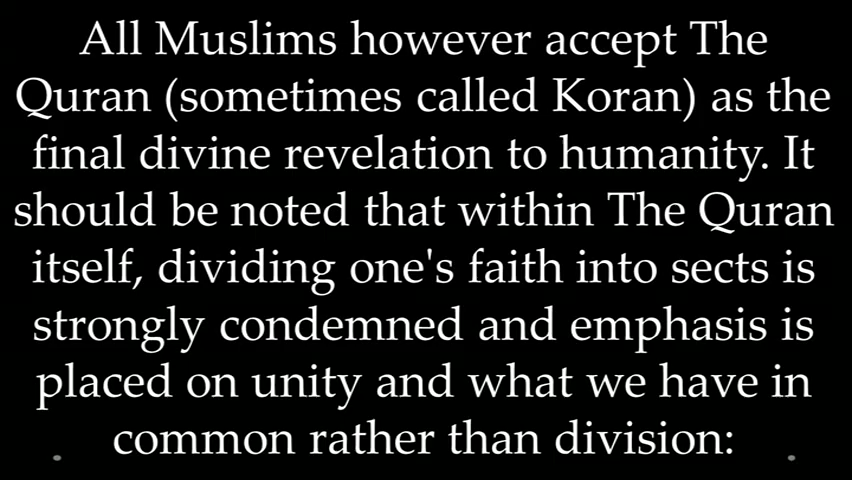 All Muslims however accept The
Quran (sometimes called Koran) as the
final divine revelation to humanity. It
should be noted that within The Quran
itself, dividing one's faith into sects is
strongly condemned and emphasis is
placed on unity and what we have in
common rather than division: